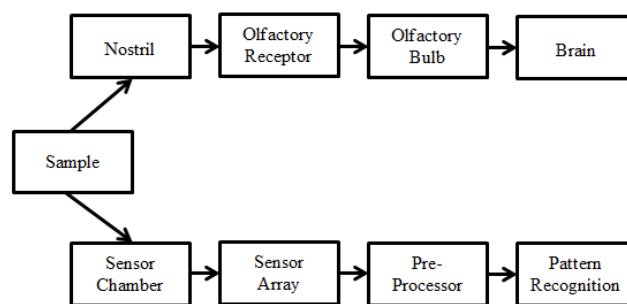 Nostril
Olfactory
Receptor
Olfactory
Bulb
Brain
Sample
Sensor
Chamber
Sensor
Array
Pre-
Processor
Pattern
Recognition